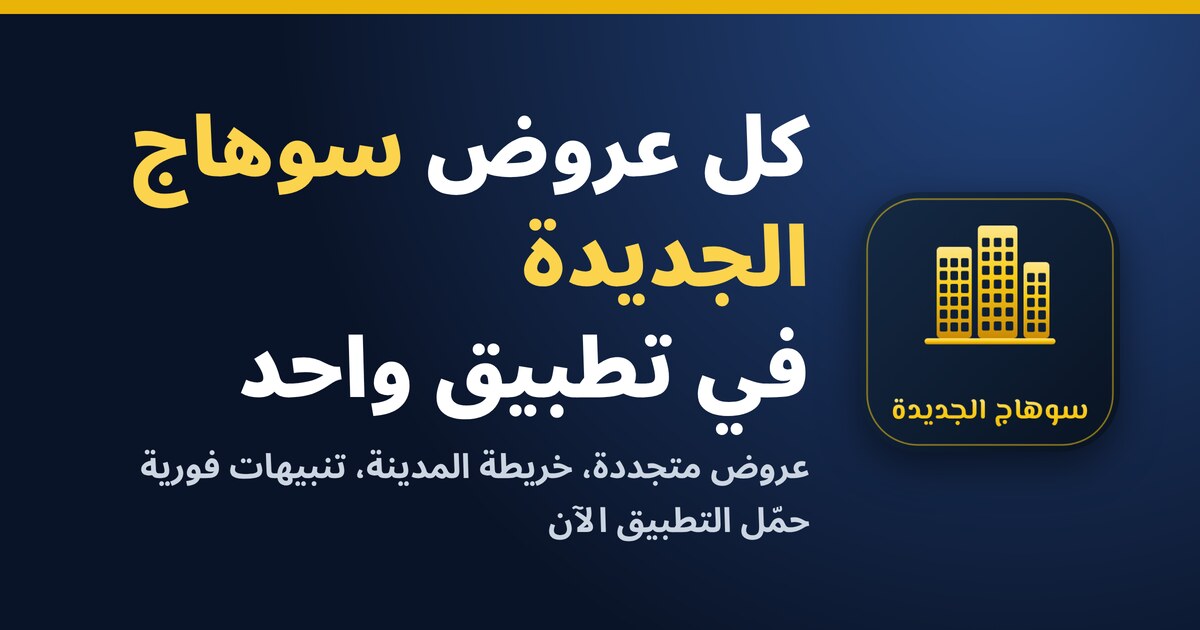 كل عروض سوهاج
الجديدة
في تطبيق واحد
عروض متجددة، خريطة المدينة، تنبيهات فورية
حمّل التطبيق الآن
سوهاج الجديدة